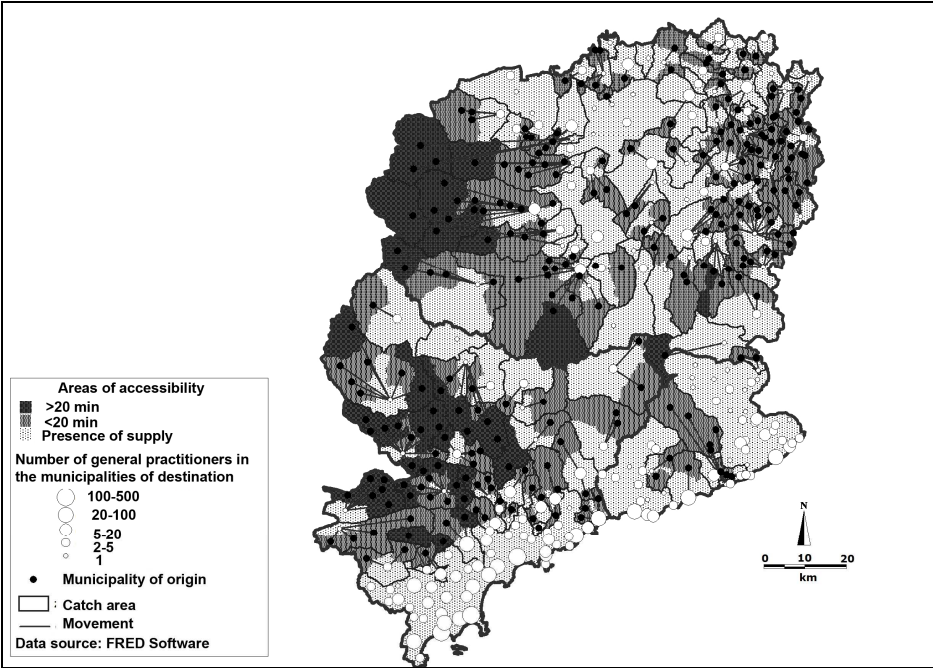 Areas of accessibility
>20 min
<20 min
Presence of supply
Number of general practitioners in
the municipalities of destination
100-500
20-100
5-20
2-5
1
Municipality of origin
: Catch area
Movement
Data source: FRED Software
N
0 10 20
km